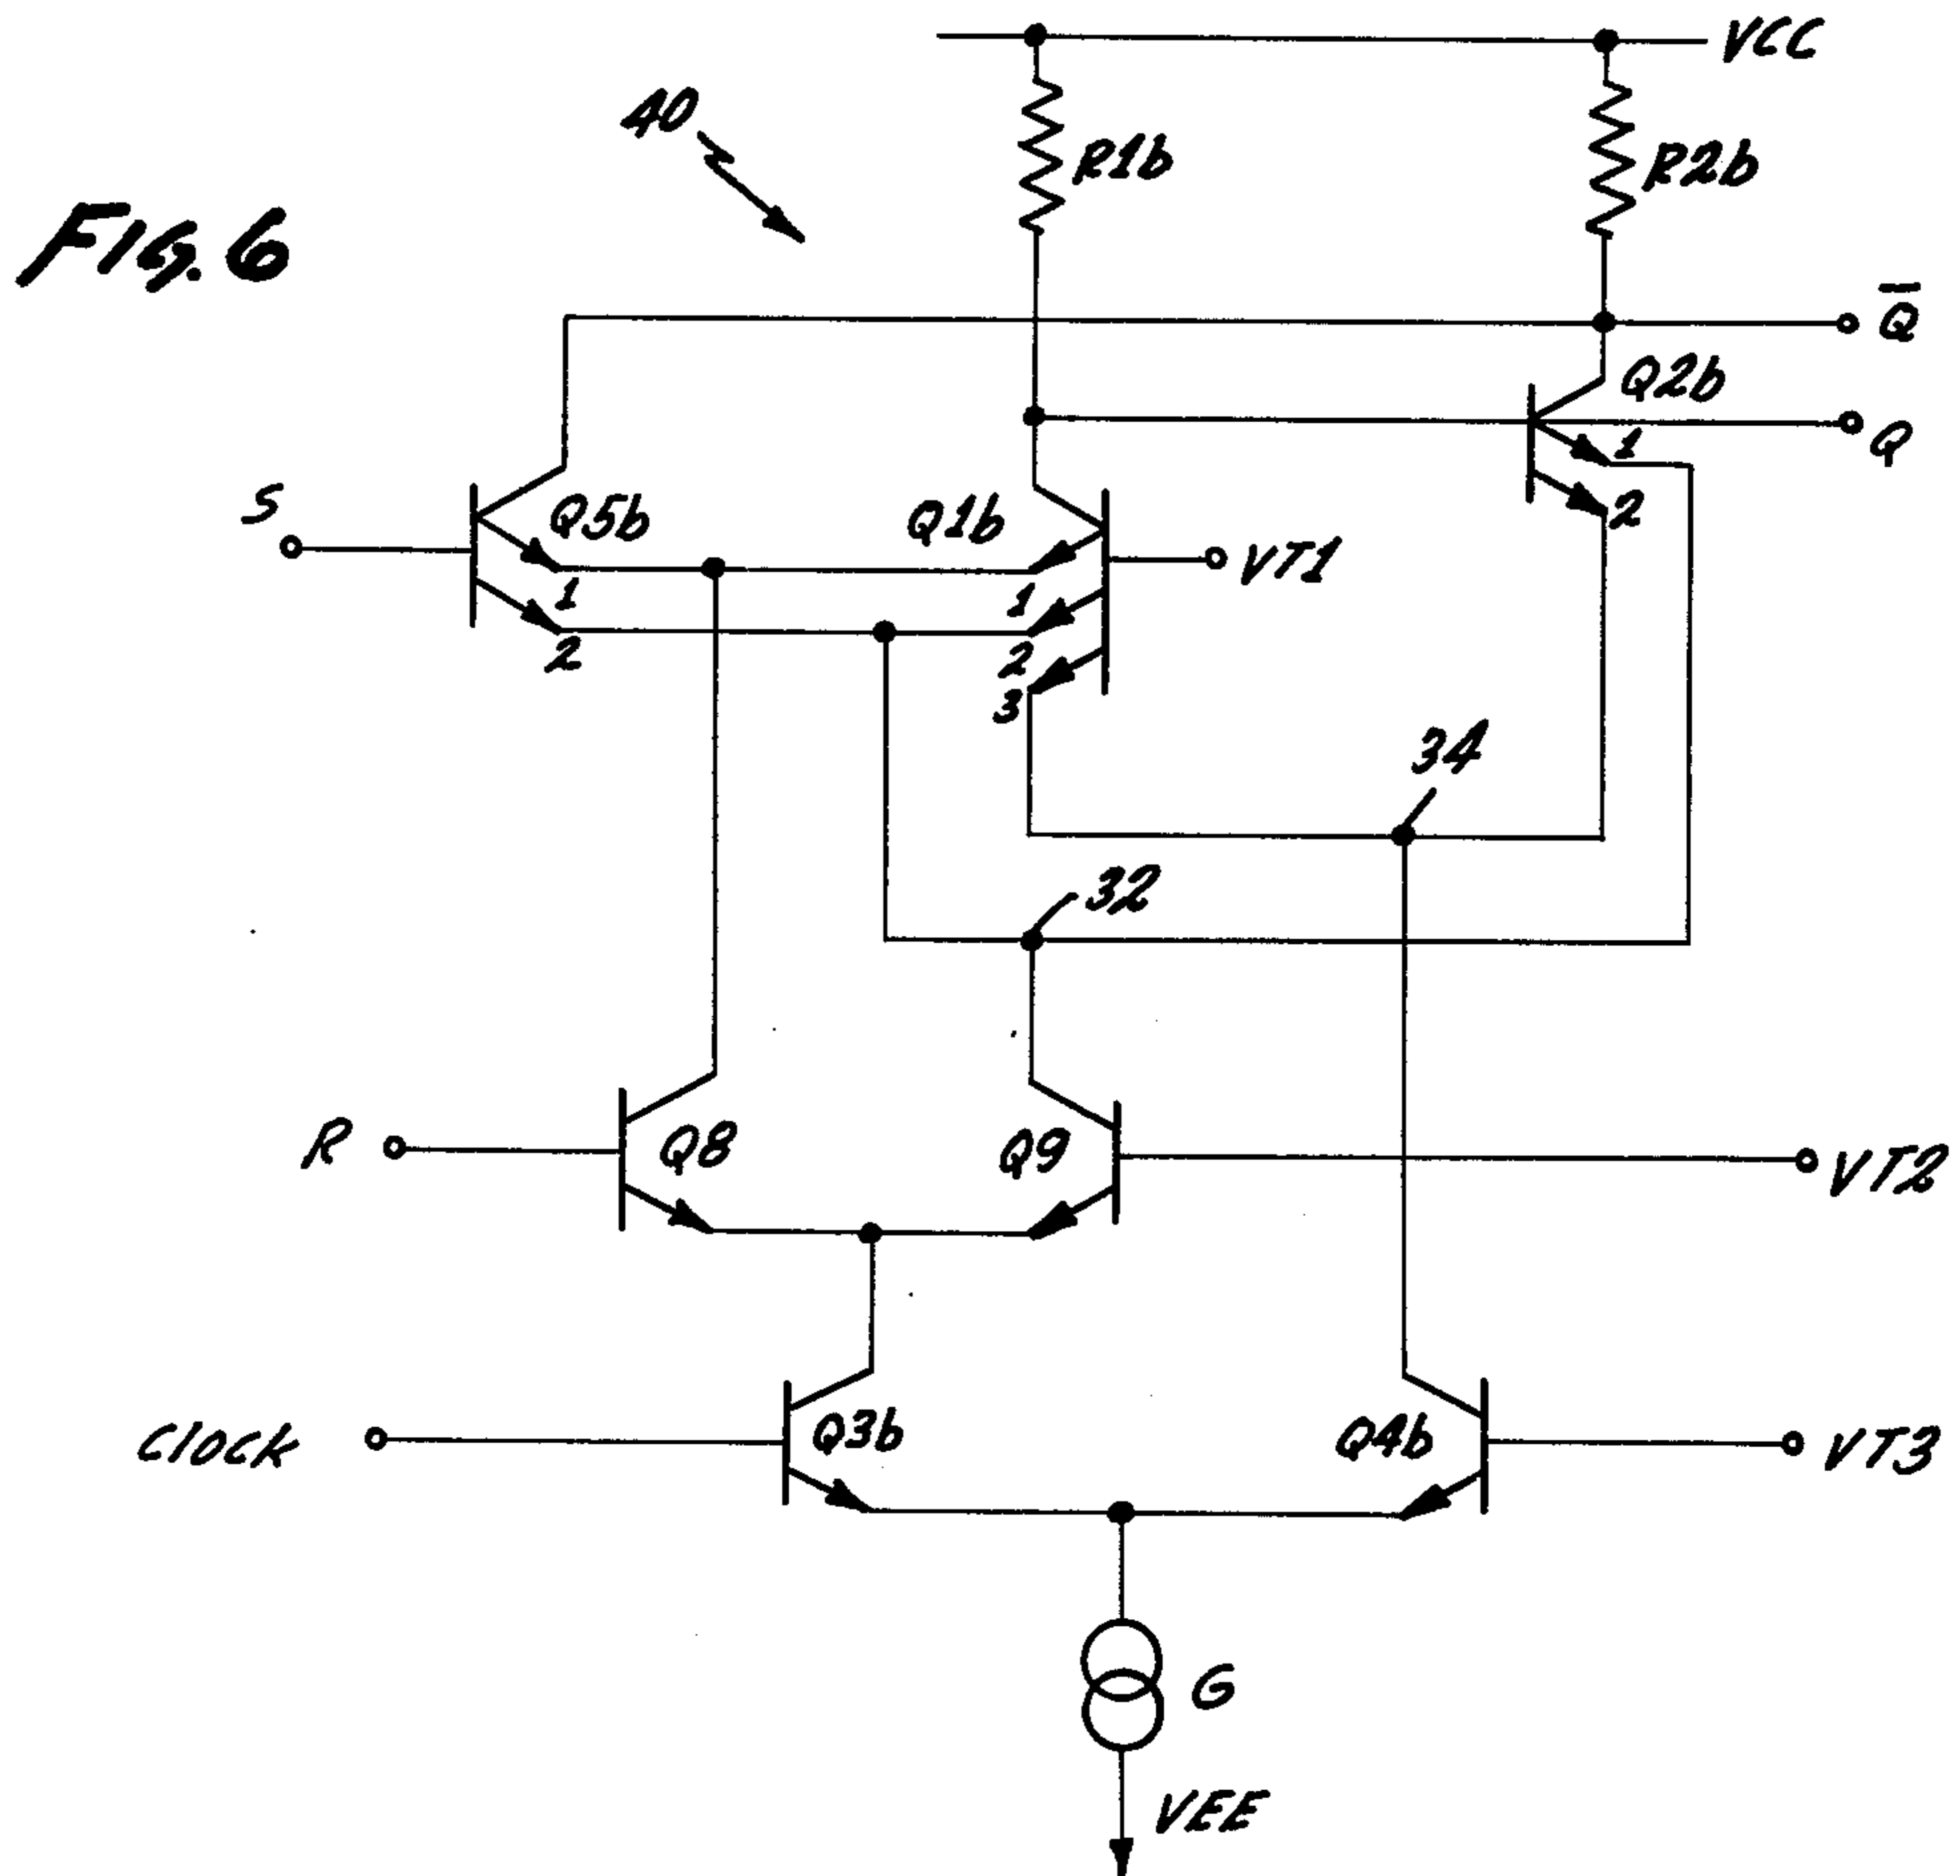 VCC
40
R1b
R2b
FIG. 6
Q̅
Q2b
Q
1
S
Q5b
Q1b
2
VT1
1
1
2
2
3
34
32
R
Q8
Q9
VT2
Clock
Q3b
Q4b
VT3
G
VEE